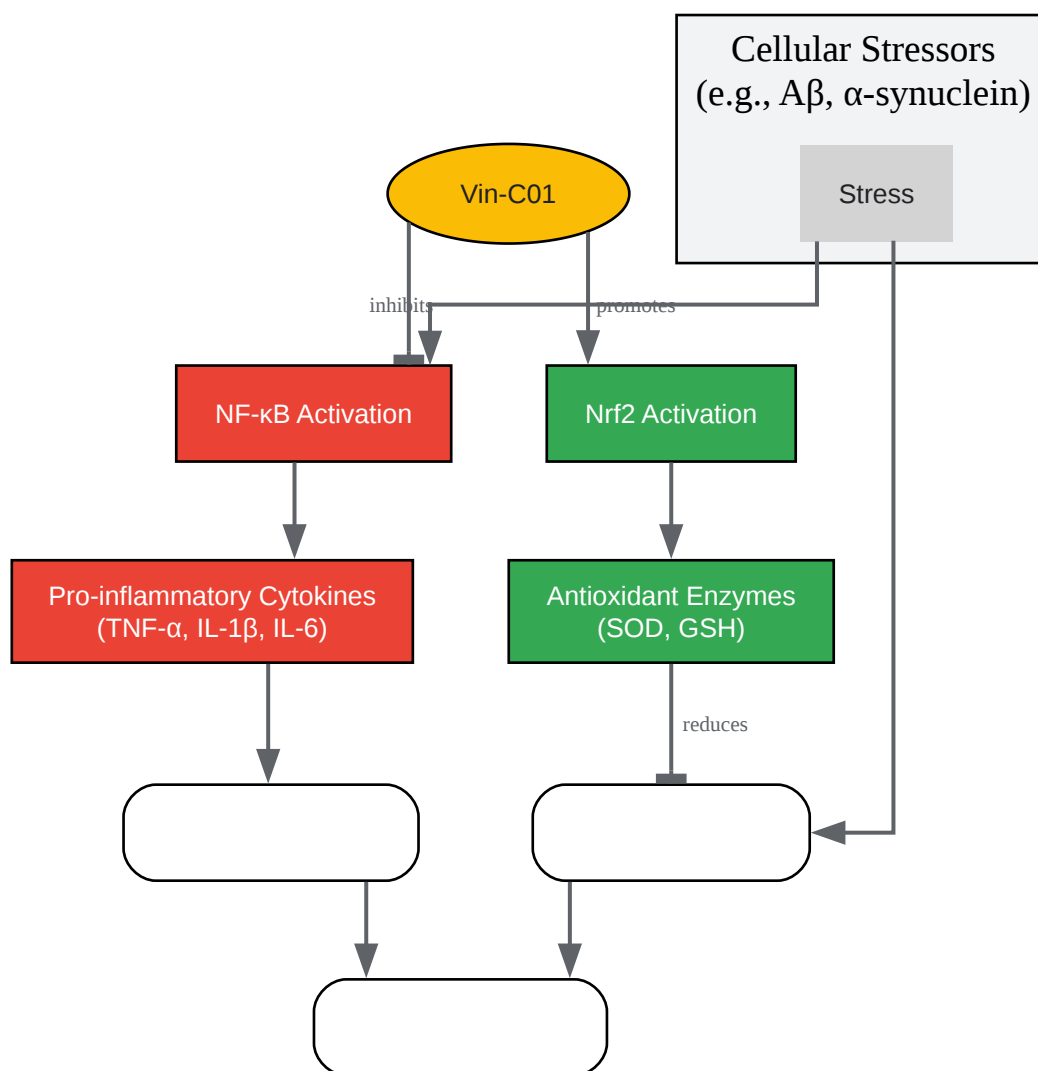 Cellular Stressors
(e.g., Aβ, α-synuclein)
Stress
Vin-C01
inhibits
promotes
NF-κB Activation
Nrf2 Activation
Pro-inflammatory Cytokines
(TNF-α, IL-1β, IL-6)
Antioxidant Enzymes
(SOD, GSH)
reduces